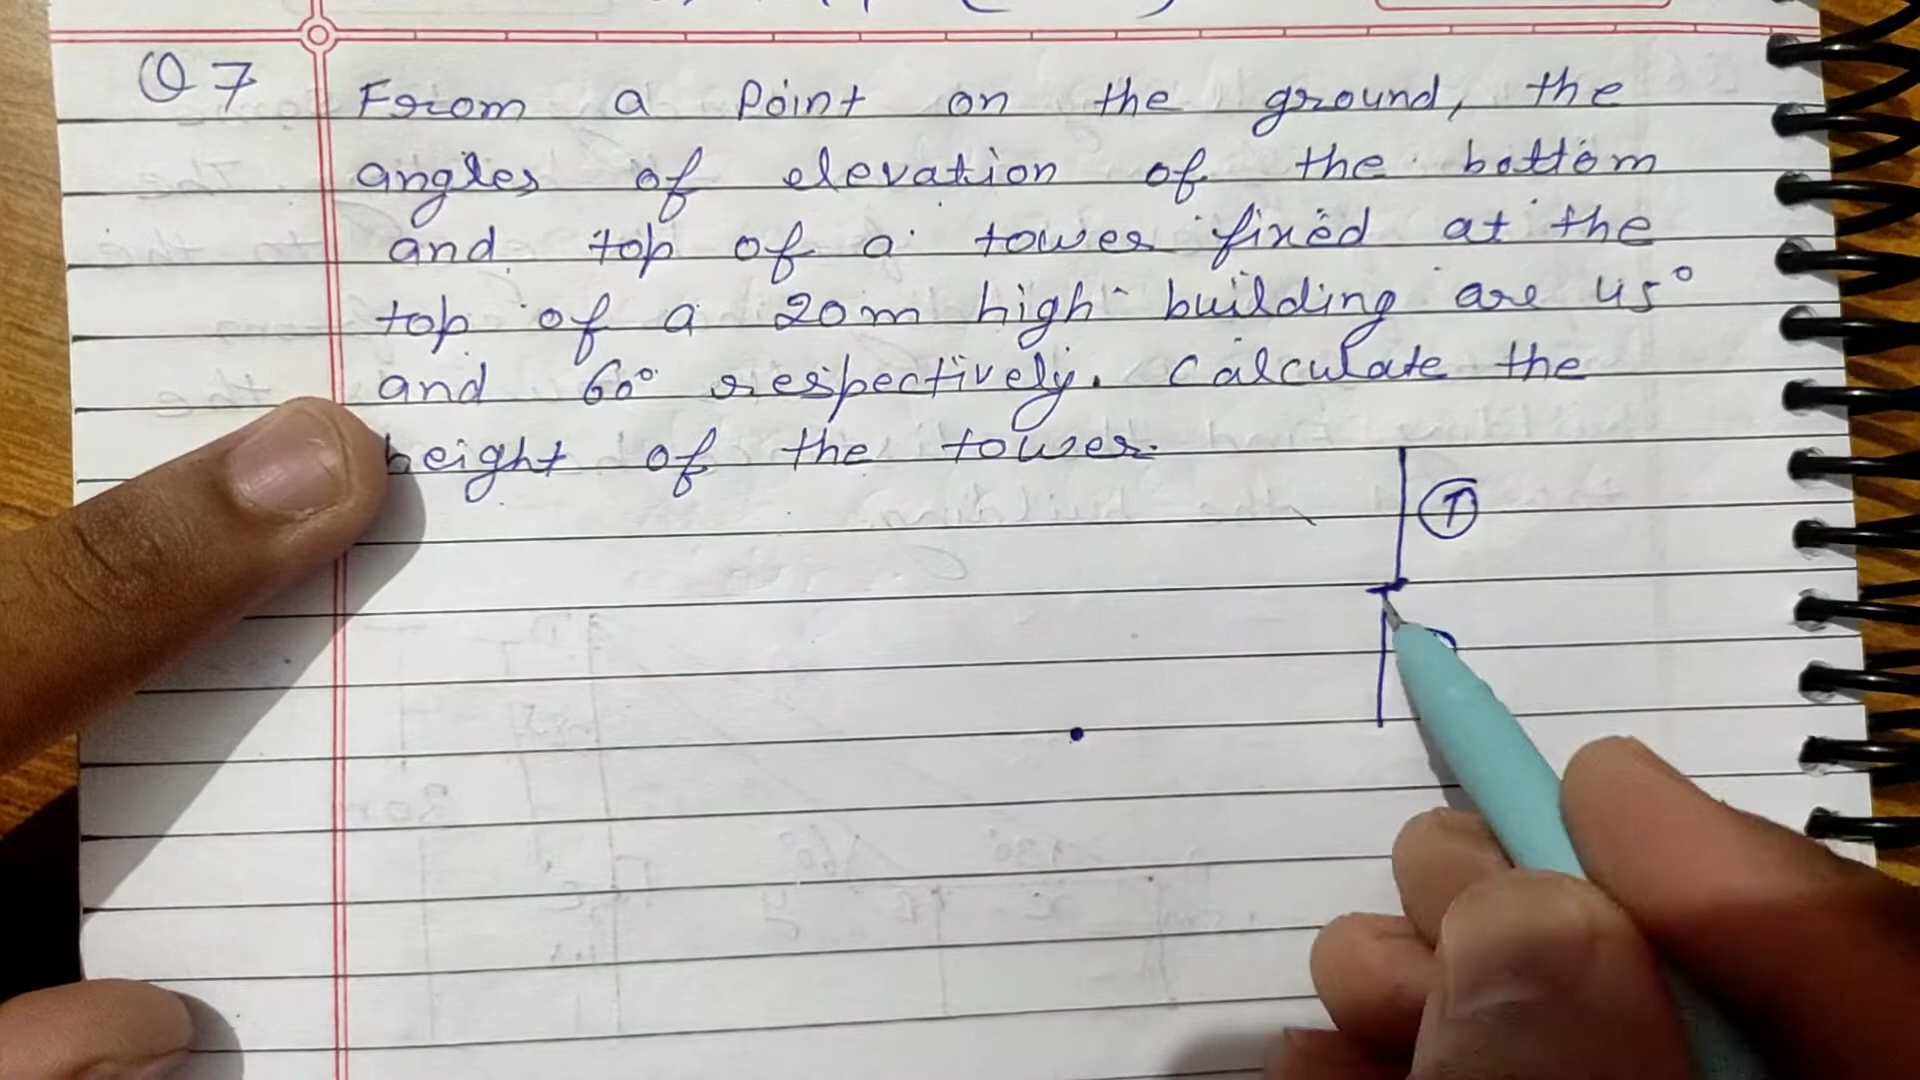 Q7 From a Point on the ground, the
angles of elevation of the bottom
and top of a tower fixed at the
top of a 20m high building are 45°
and 60° respectively. Calculate the
height of the tower.
T